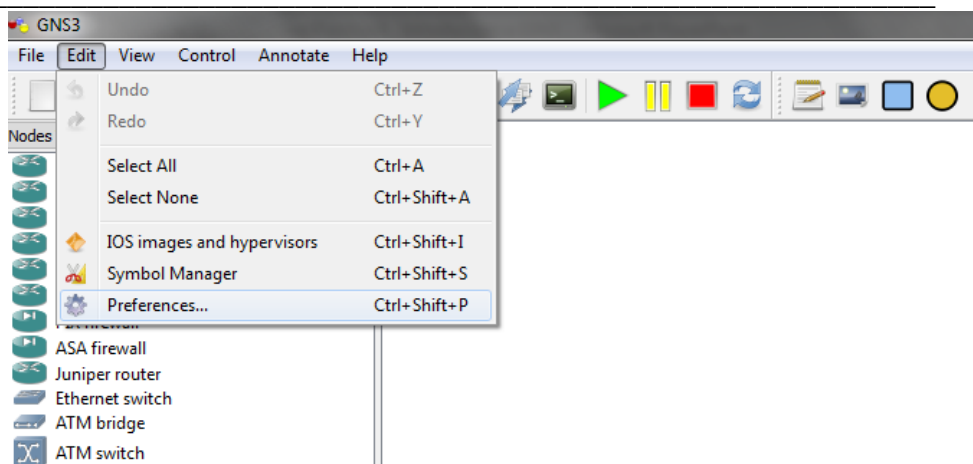 GNS3
File Edit View Control Annotate Help
Undo Ctrl+Z
Redo Ctrl+Y
Nodes
Select All Ctrl+A
Select None Ctrl+Shift+A
IOS images and hypervisors Ctrl+Shift+I
Symbol Manager Ctrl+Shift+S
Preferences... Ctrl+Shift+P
ASA firewall
Juniper router
Ethernet switch
ATM bridge
ATM switch